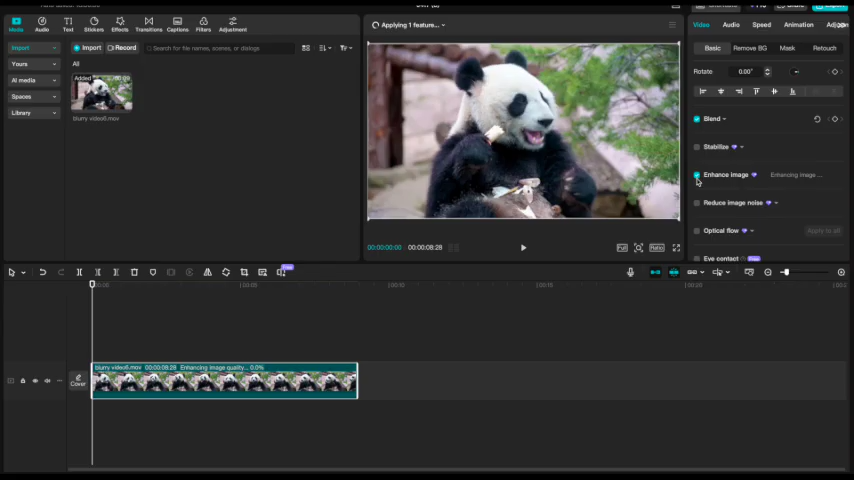 Media Audio Text Stickers Effects Transitions Captions Filters Adjustment
Applying 1 feature...
Video Audio Speed Animation
Import
Import Record Search for file names, scenes, or dialogs
Basic Remove BG Mask Retouch
Yours
All
AI media
Added
Rotate 0.00°
Spaces
Library
blurry video6.mov
Blend
Stabilize
Enhance image Enhancing image ...
Reduce image noise
Optical flow Apply to all
00:00:00:00 00:00:08:28
Full Ratio
Eye contact Free
Free
00:05 00:10 00:15 00:20
blurry video6.mov 00:00:08:28 Enhancing image quality... 0.0%
Cover